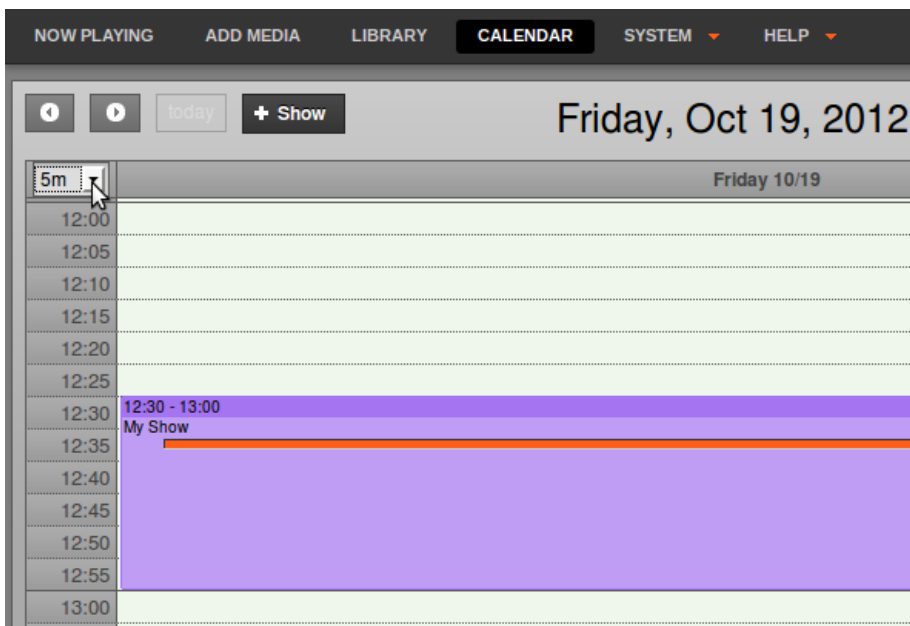 NOW PLAYING ADD MEDIA LIBRARY CALENDAR SYSTEM HELP
today + Show Friday, Oct 19, 2012
5m Friday 10/19
12:00
12:05
12:10
12:15
12:20
12:25
12:30 12:30 - 13:00
My Show
12:35
12:40
12:45
12:50
12:55
13:00